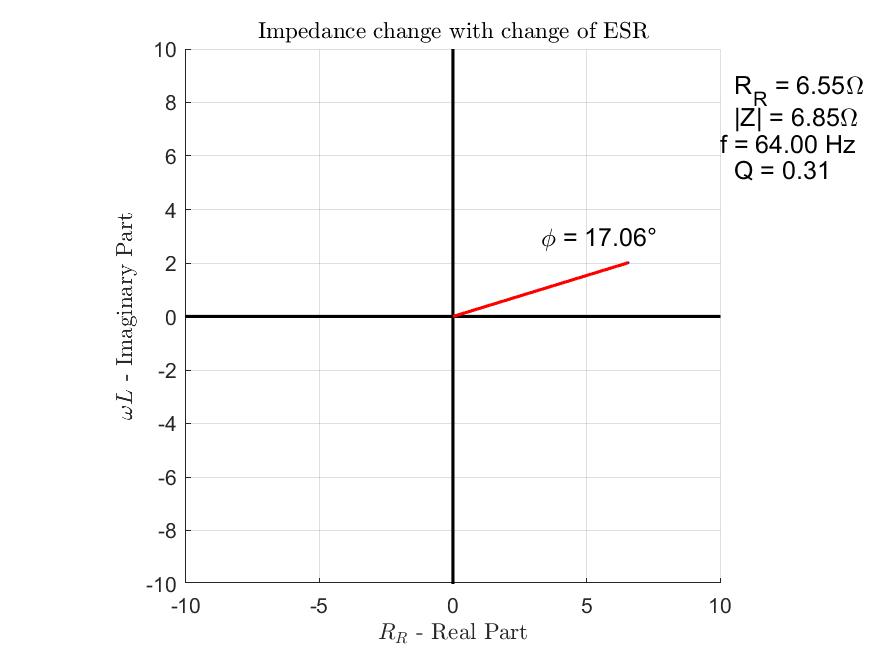 Impedance change with change of ESR
R_R = 6.55Ω
|Z| = 6.85Ω
f = 64.00 Hz
Q = 0.31
ϕ = 17.06°
ωL - Imaginary Part
10
8
6
4
2
0
-2
-4
-6
-8
-10
-10 -5 0 5 10
R_R - Real Part